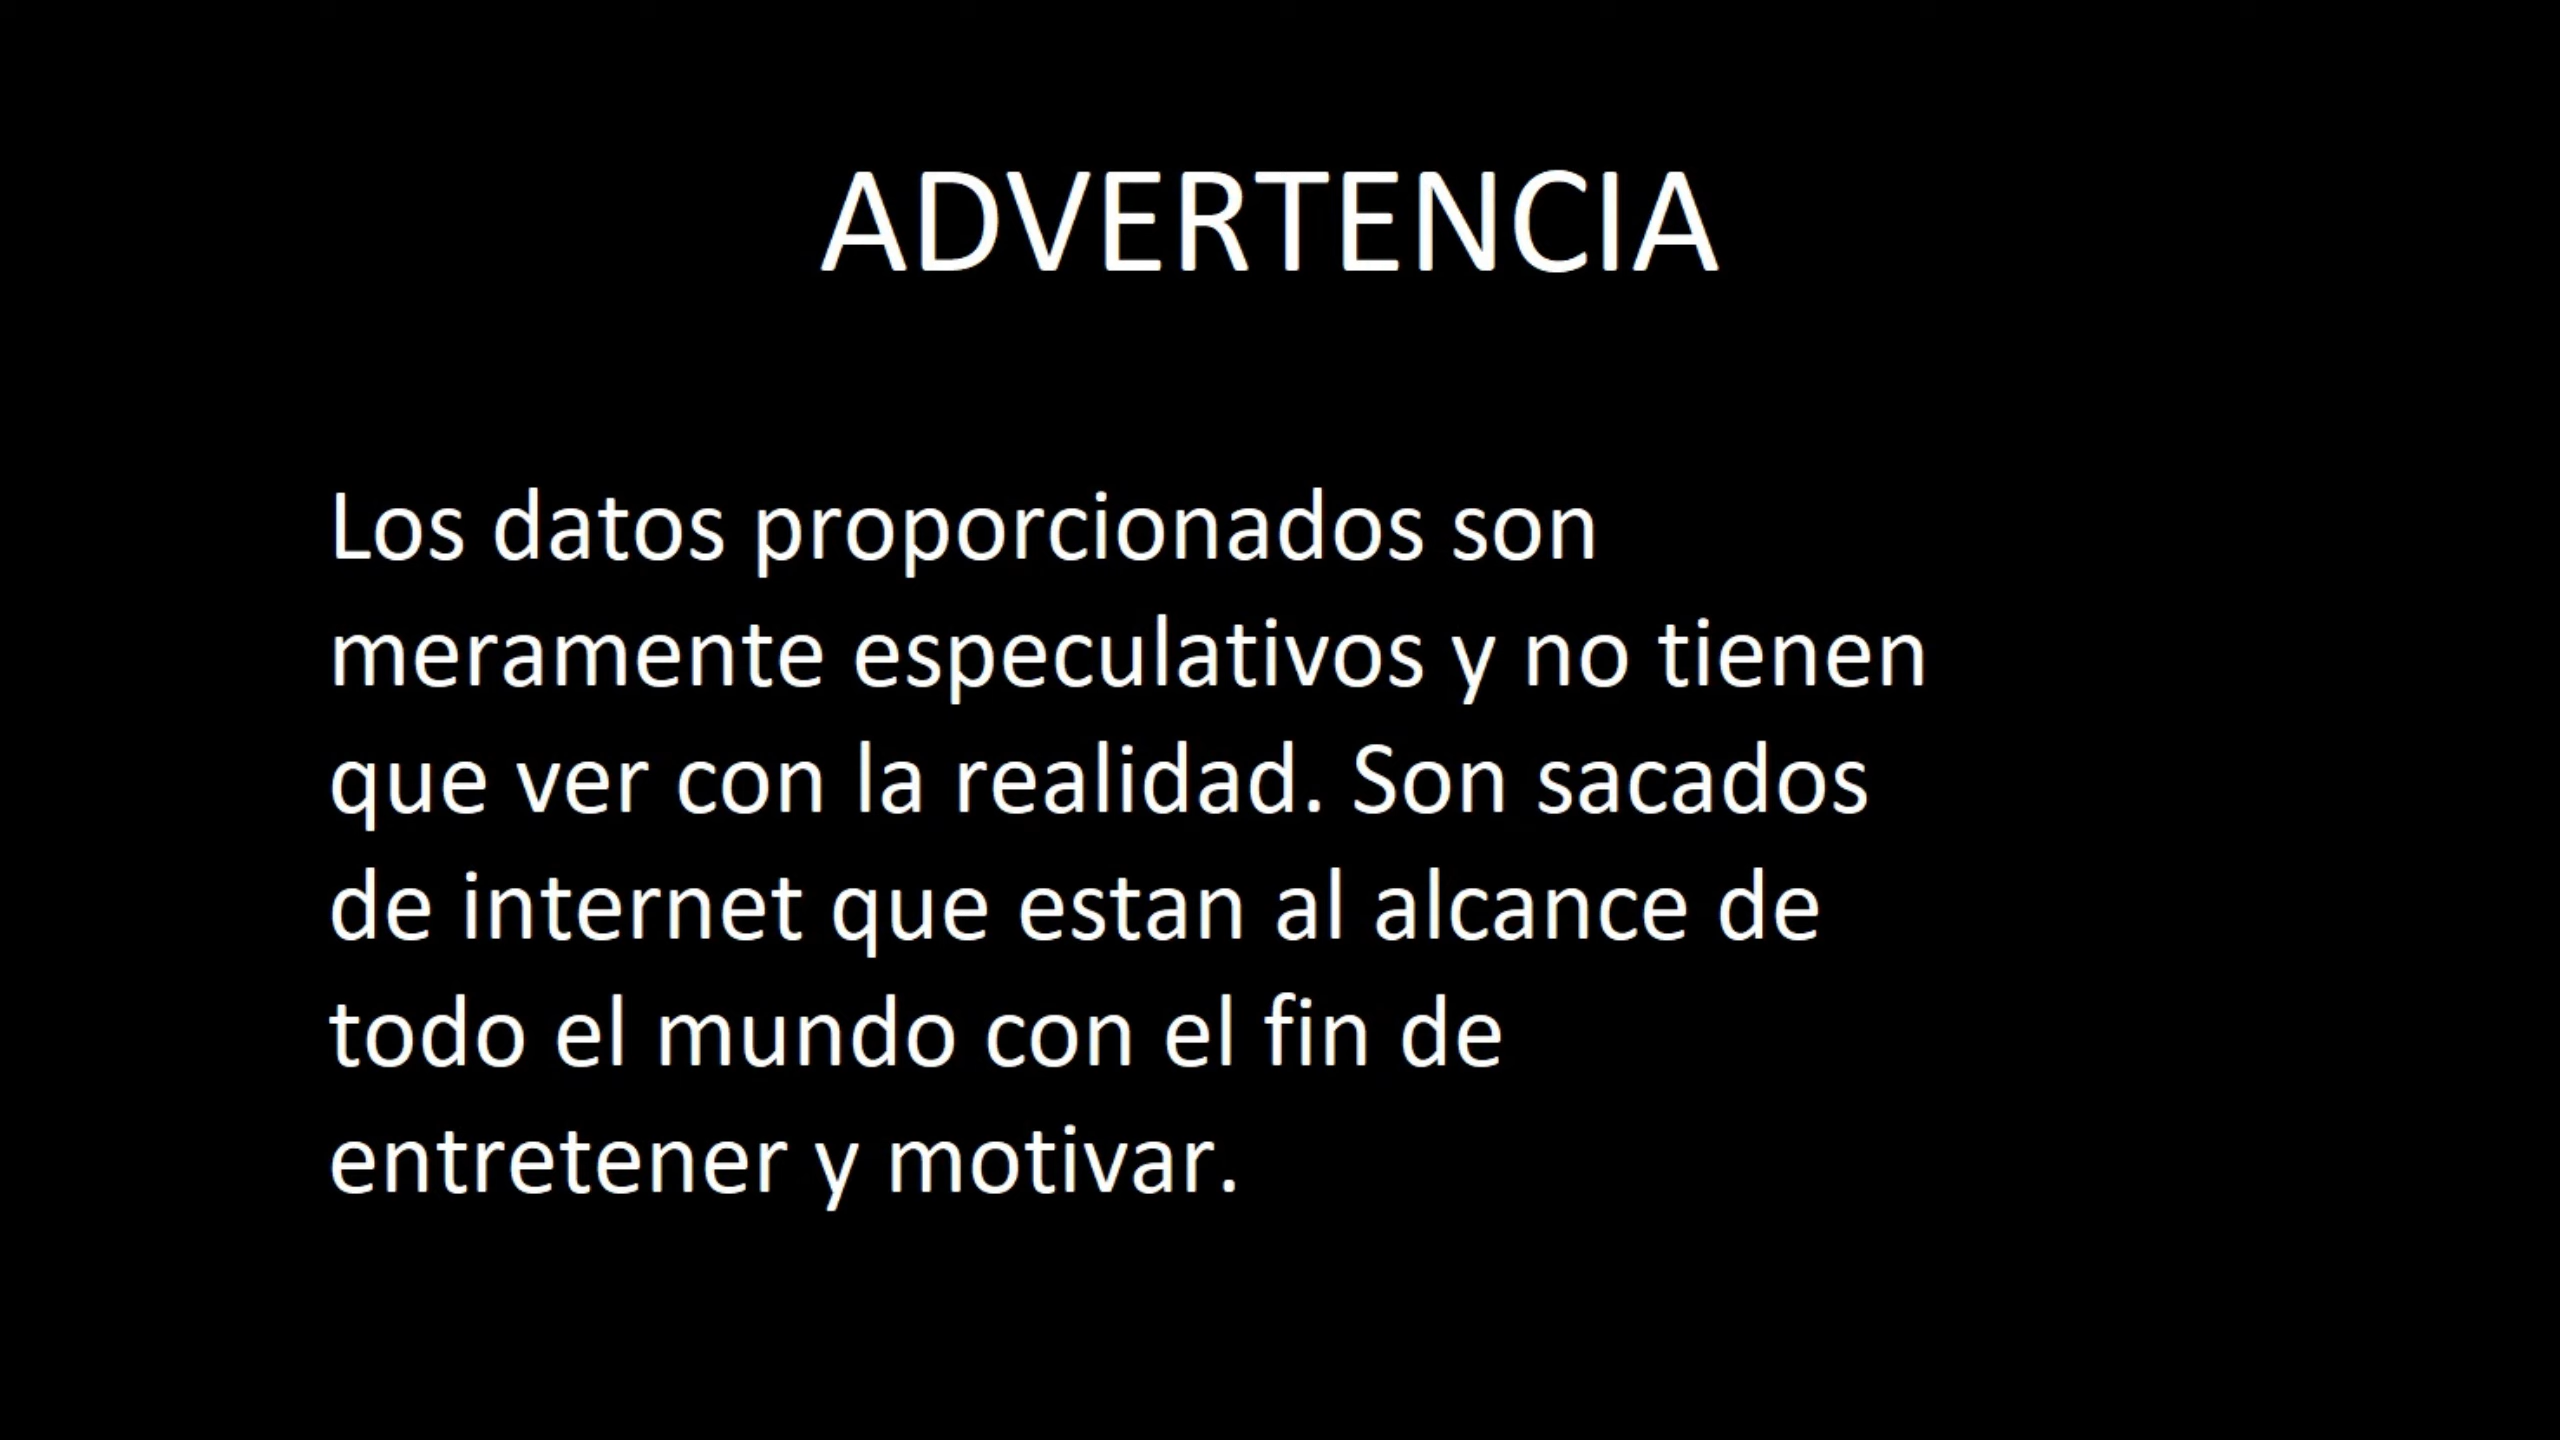 ADVERTENCIA
Los datos proporcionados son
meramente especulativos y no tienen
que ver con la realidad. Son sacados
de internet que estan al alcance de
todo el mundo con el fin de
entretener y motivar.